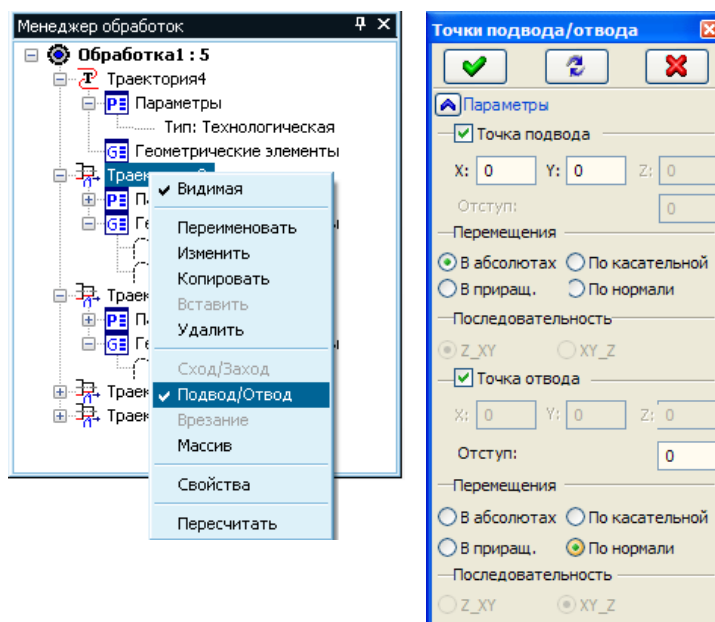 Менеджер обработок
Обработка1 : 5
Траектория4
Параметры
Тип: Технологическая
Геометрические элементы
Траек
Видимая
П
Переименовать
Ге
Изменить
Копировать
Вставить
Траек
Удалить
П
Ге
Сход/Заход
Траек
Подвод/Отвод
Траек
Врезание
Массив
Свойства
Пересчитать
Точки подвода/отвода
Параметры
Точка подвода
X: 0 Y: 0 Z: 0
Отступ: 0
Перемещения
В абсолютах По касательной
В приращ. По нормали
Последовательность
Z_XY XY_Z
Точка отвода
X: 0 Y: 0 Z: 0
Отступ: 0
Перемещения
В абсолютах По касательной
В приращ. По нормали
Последовательность
Z_XY XY_Z